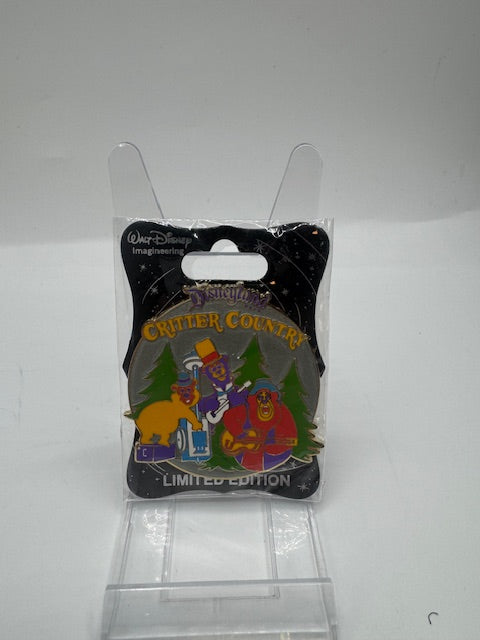 Walt Disney
Imagineering
Disneyland
CRITTER COUNTRY
C
LIMITED EDITION